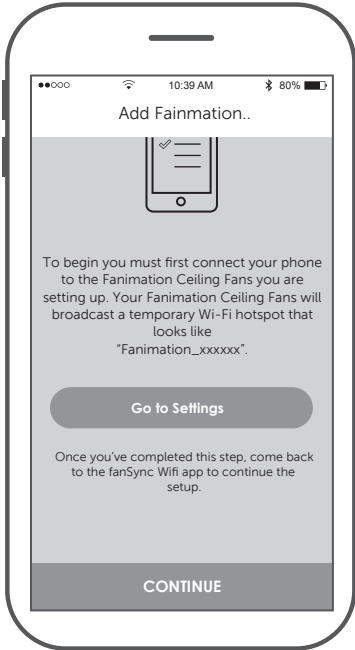 10:39 AM 80%
Add Fainmation..
To begin you must first connect your phone
to the Fanimation Ceiling Fans you are
setting up. Your Fanimation Ceiling Fans will
broadcast a temporary Wi-Fi hotspot that
looks like
“Fanimation_xxxxxx”.
Go to Settings
Once you’ve completed this step, come back
to the fanSync Wifi app to continue the
setup.
CONTINUE